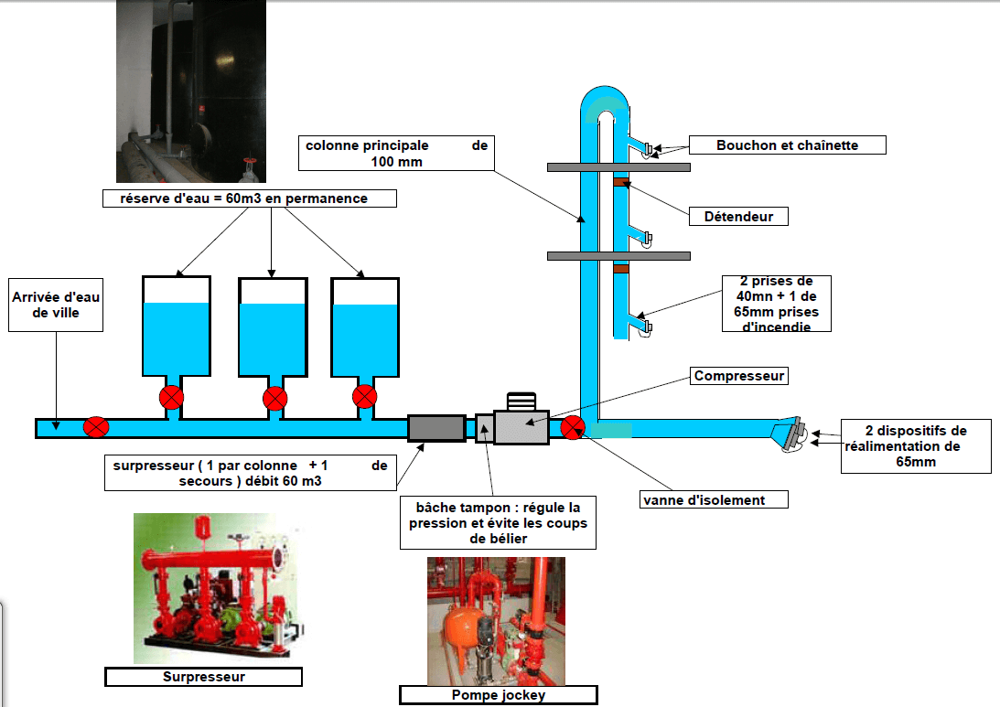 colonne principale de
100 mm
Bouchon et chaînette
réserve d'eau = 60m3 en permanence
Détendeur
Arrivée d'eau
de ville
2 prises de
40mn + 1 de
65mm prises
d'incendie
Compresseur
2 dispositifs de
réalimentation de
65mm
surpresseur ( 1 par colonne + 1 de
secours ) débit 60 m3
vanne d'isolement
bâche tampon : régule la
pression et évite les coups
de bélier
Surpresseur
Pompe jockey